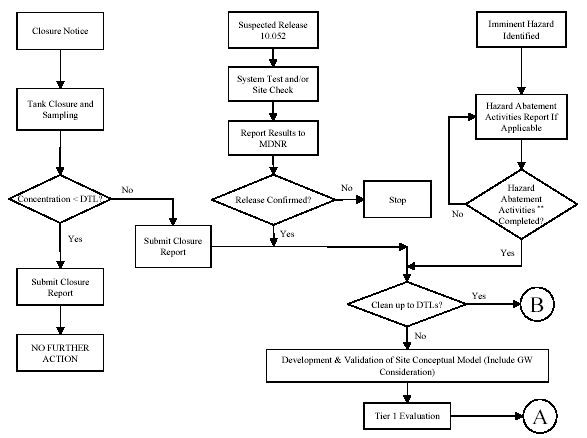 Closure Notice
Suspected Release
10.052
Imminent Hazard
Identified
System Test and/or
Site Check
Tank Closure and
Sampling
Hazard Abatement
Activities Report If
Applicable
Report Results to
MDNR
Concentration < DTL?
No
Release Confirmed?
No
Stop
Hazard
Abatement
Activities **
Completed?
No
Yes
Submit Closure
Report
Yes
Yes
Submit Closure
Report
Clean up to DTLs?
Yes
B
No
NO FURTHER
ACTION
Development & Validation of Site Conceptual Model (Include GW
Consideration)
Tier 1 Evaluation
A